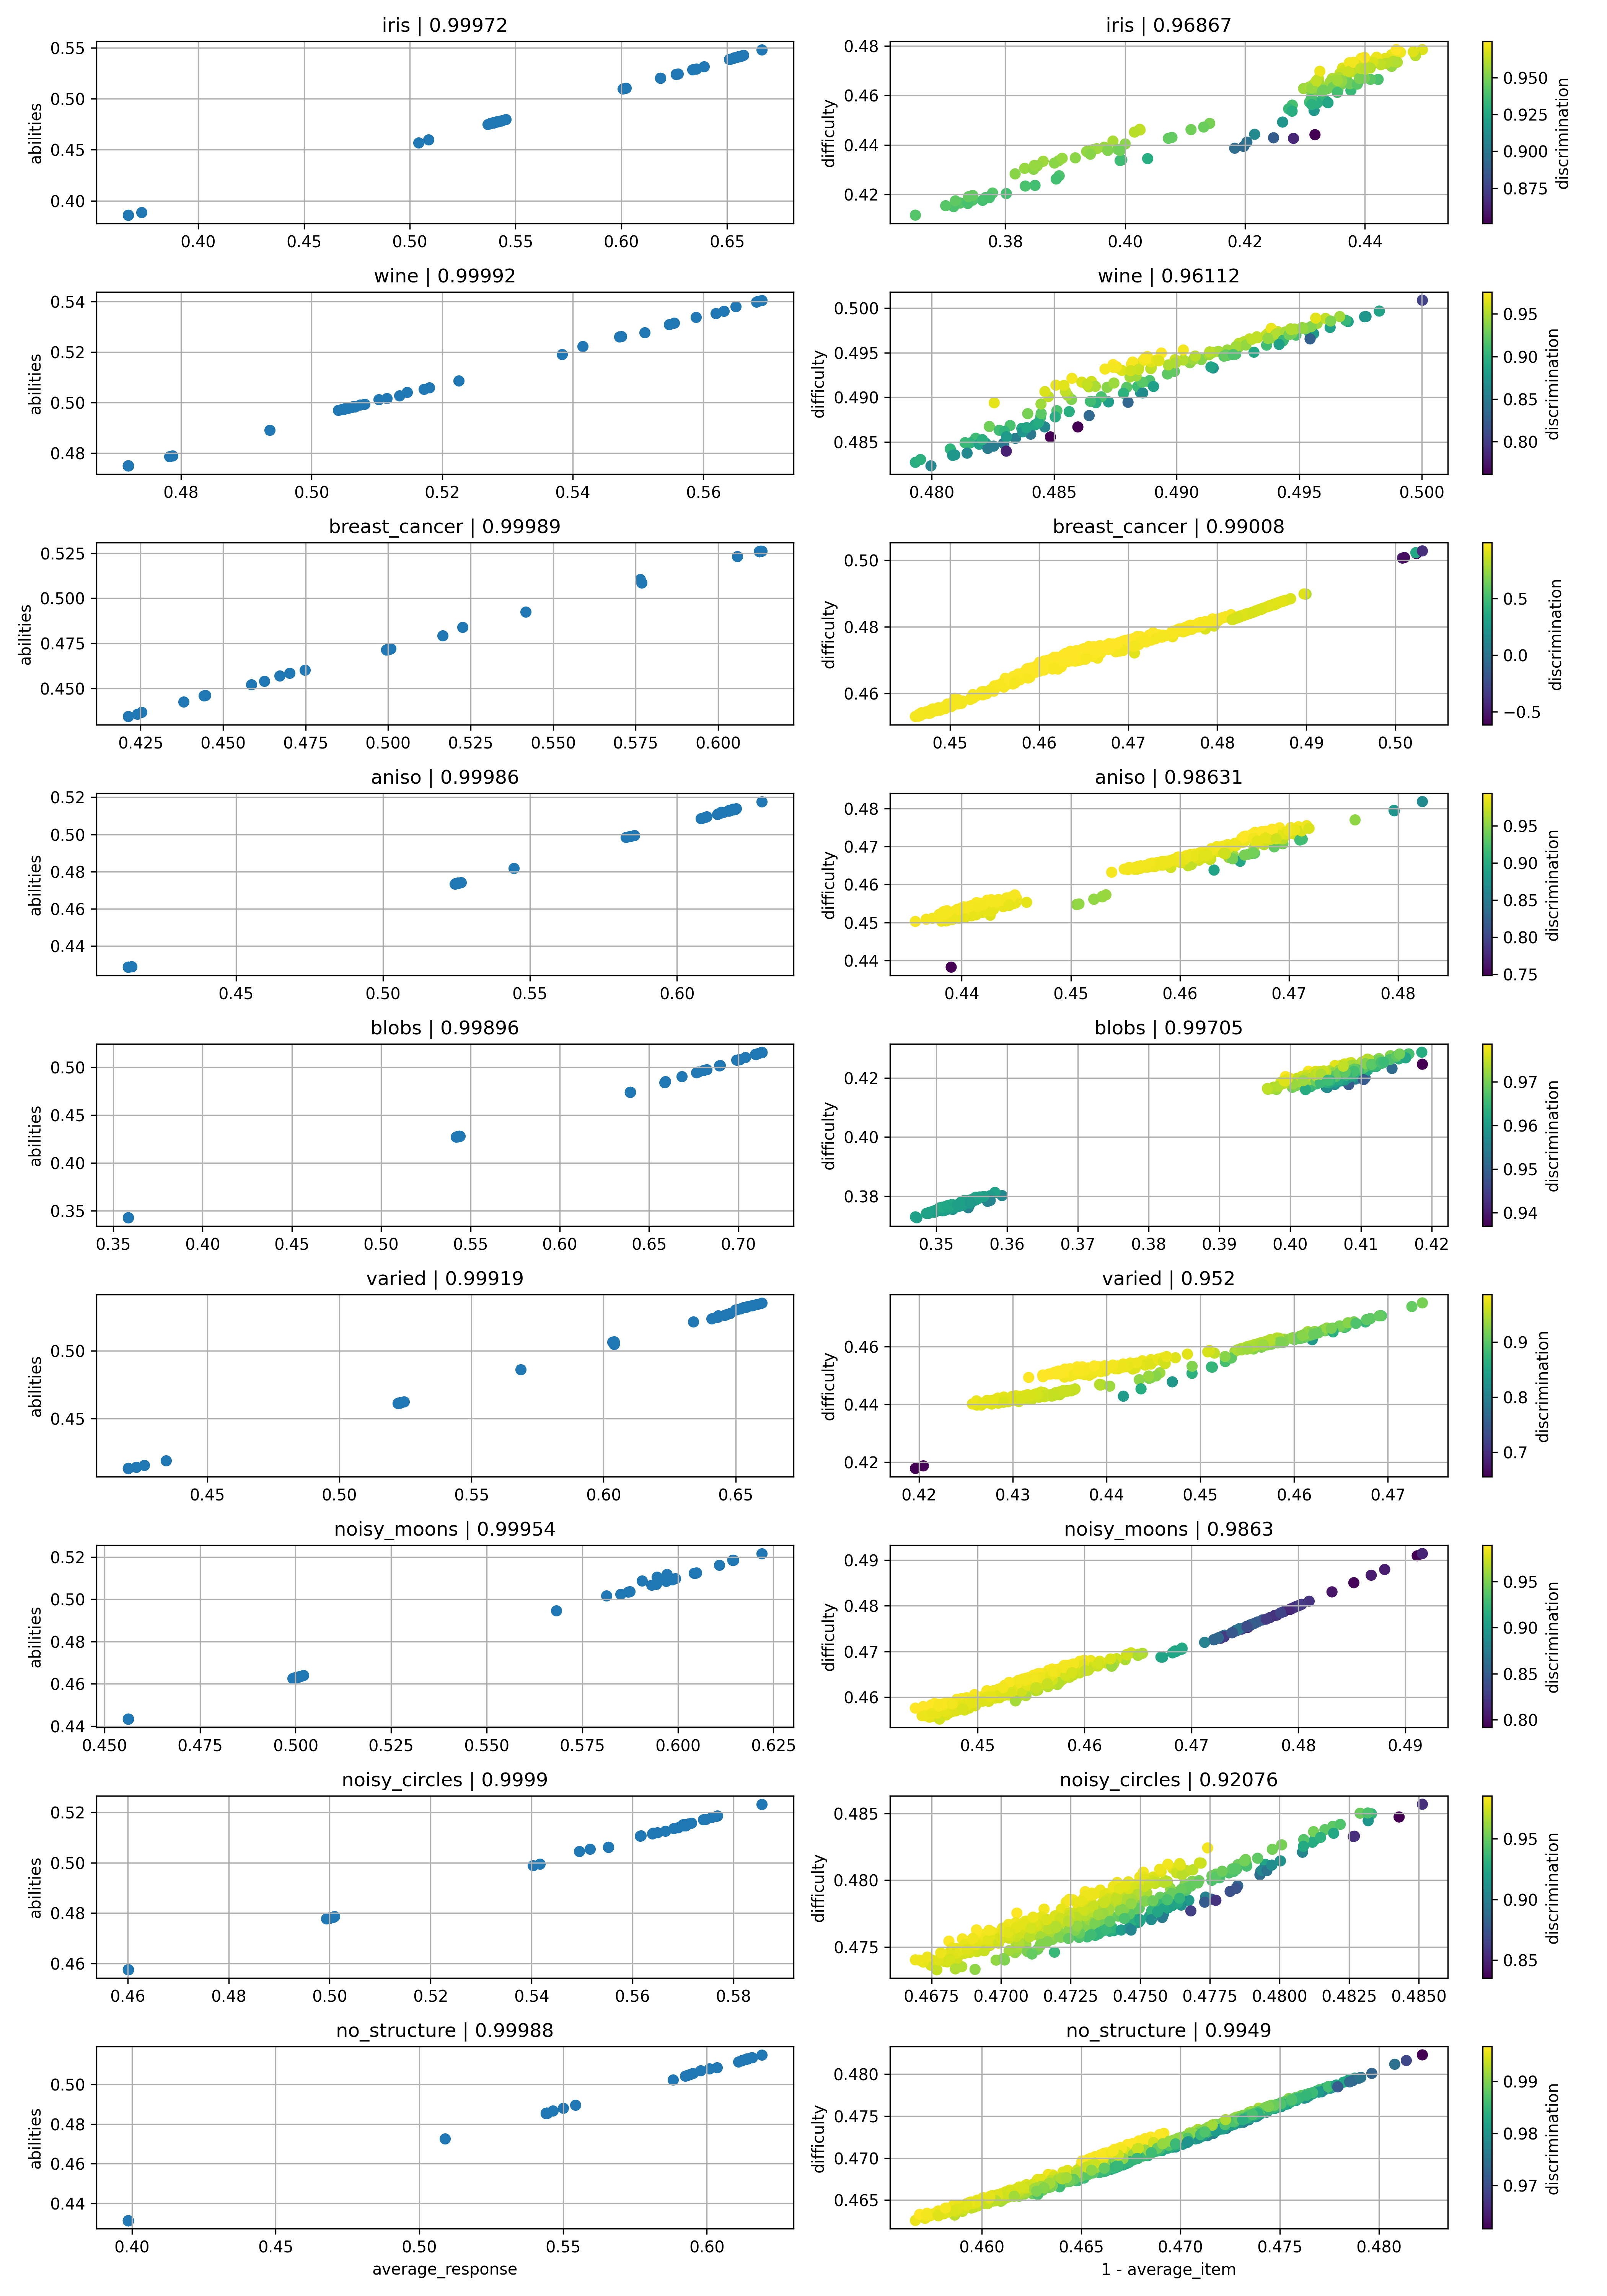 iris | 0.99972
abilities
0.55
0.50
0.45
0.40
0.40 0.45 0.50 0.55 0.60 0.65
iris | 0.96867
difficulty
0.48
0.46
0.44
0.42
0.38 0.40 0.42 0.44
0.950
0.925
0.900
0.875
discrimination
wine | 0.99992
abilities
0.54
0.52
0.50
0.48
0.48 0.50 0.52 0.54 0.56
wine | 0.96112
difficulty
0.500
0.495
0.490
0.485
0.480 0.485 0.490 0.495 0.500
0.95
0.90
0.85
0.80
discrimination
breast_cancer | 0.99989
abilities
0.525
0.500
0.475
0.450
0.425 0.450 0.475 0.500 0.525 0.550 0.575 0.600
breast_cancer | 0.99008
difficulty
0.50
0.48
0.46
0.45 0.46 0.47 0.48 0.49 0.50
0.5
0.0
−0.5
discrimination
aniso | 0.99986
abilities
0.52
0.50
0.48
0.46
0.44
0.45 0.50 0.55 0.60
aniso | 0.98631
difficulty
0.48
0.47
0.46
0.45
0.44
0.44 0.45 0.46 0.47 0.48
0.95
0.90
0.85
0.80
0.75
discrimination
blobs | 0.99896
abilities
0.50
0.45
0.40
0.35
0.35 0.40 0.45 0.50 0.55 0.60 0.65 0.70
blobs | 0.99705
difficulty
0.42
0.40
0.38
0.35 0.36 0.37 0.38 0.39 0.40 0.41 0.42
0.97
0.96
0.95
0.94
discrimination
varied | 0.99919
abilities
0.50
0.45
0.45 0.50 0.55 0.60 0.65
varied | 0.952
difficulty
0.46
0.44
0.42
0.42 0.43 0.44 0.45 0.46 0.47
0.9
0.8
0.7
discrimination
noisy_moons | 0.99954
abilities
0.52
0.50
0.48
0.46
0.44
0.450 0.475 0.500 0.525 0.550 0.575 0.600 0.625
noisy_moons | 0.9863
difficulty
0.49
0.48
0.47
0.46
0.45 0.46 0.47 0.48 0.49
0.95
0.90
0.85
0.80
discrimination
noisy_circles | 0.9999
abilities
0.52
0.50
0.48
0.46
0.46 0.48 0.50 0.52 0.54 0.56 0.58
noisy_circles | 0.92076
difficulty
0.485
0.480
0.475
0.4675 0.4700 0.4725 0.4750 0.4775 0.4800 0.4825 0.4850
0.95
0.90
0.85
discrimination
no_structure | 0.99988
abilities
0.50
0.48
0.46
0.44
0.40 0.45 0.50 0.55 0.60
average_response
no_structure | 0.9949
difficulty
0.480
0.475
0.470
0.465
0.460 0.465 0.470 0.475 0.480
1 - average_item
0.99
0.98
0.97
discrimination